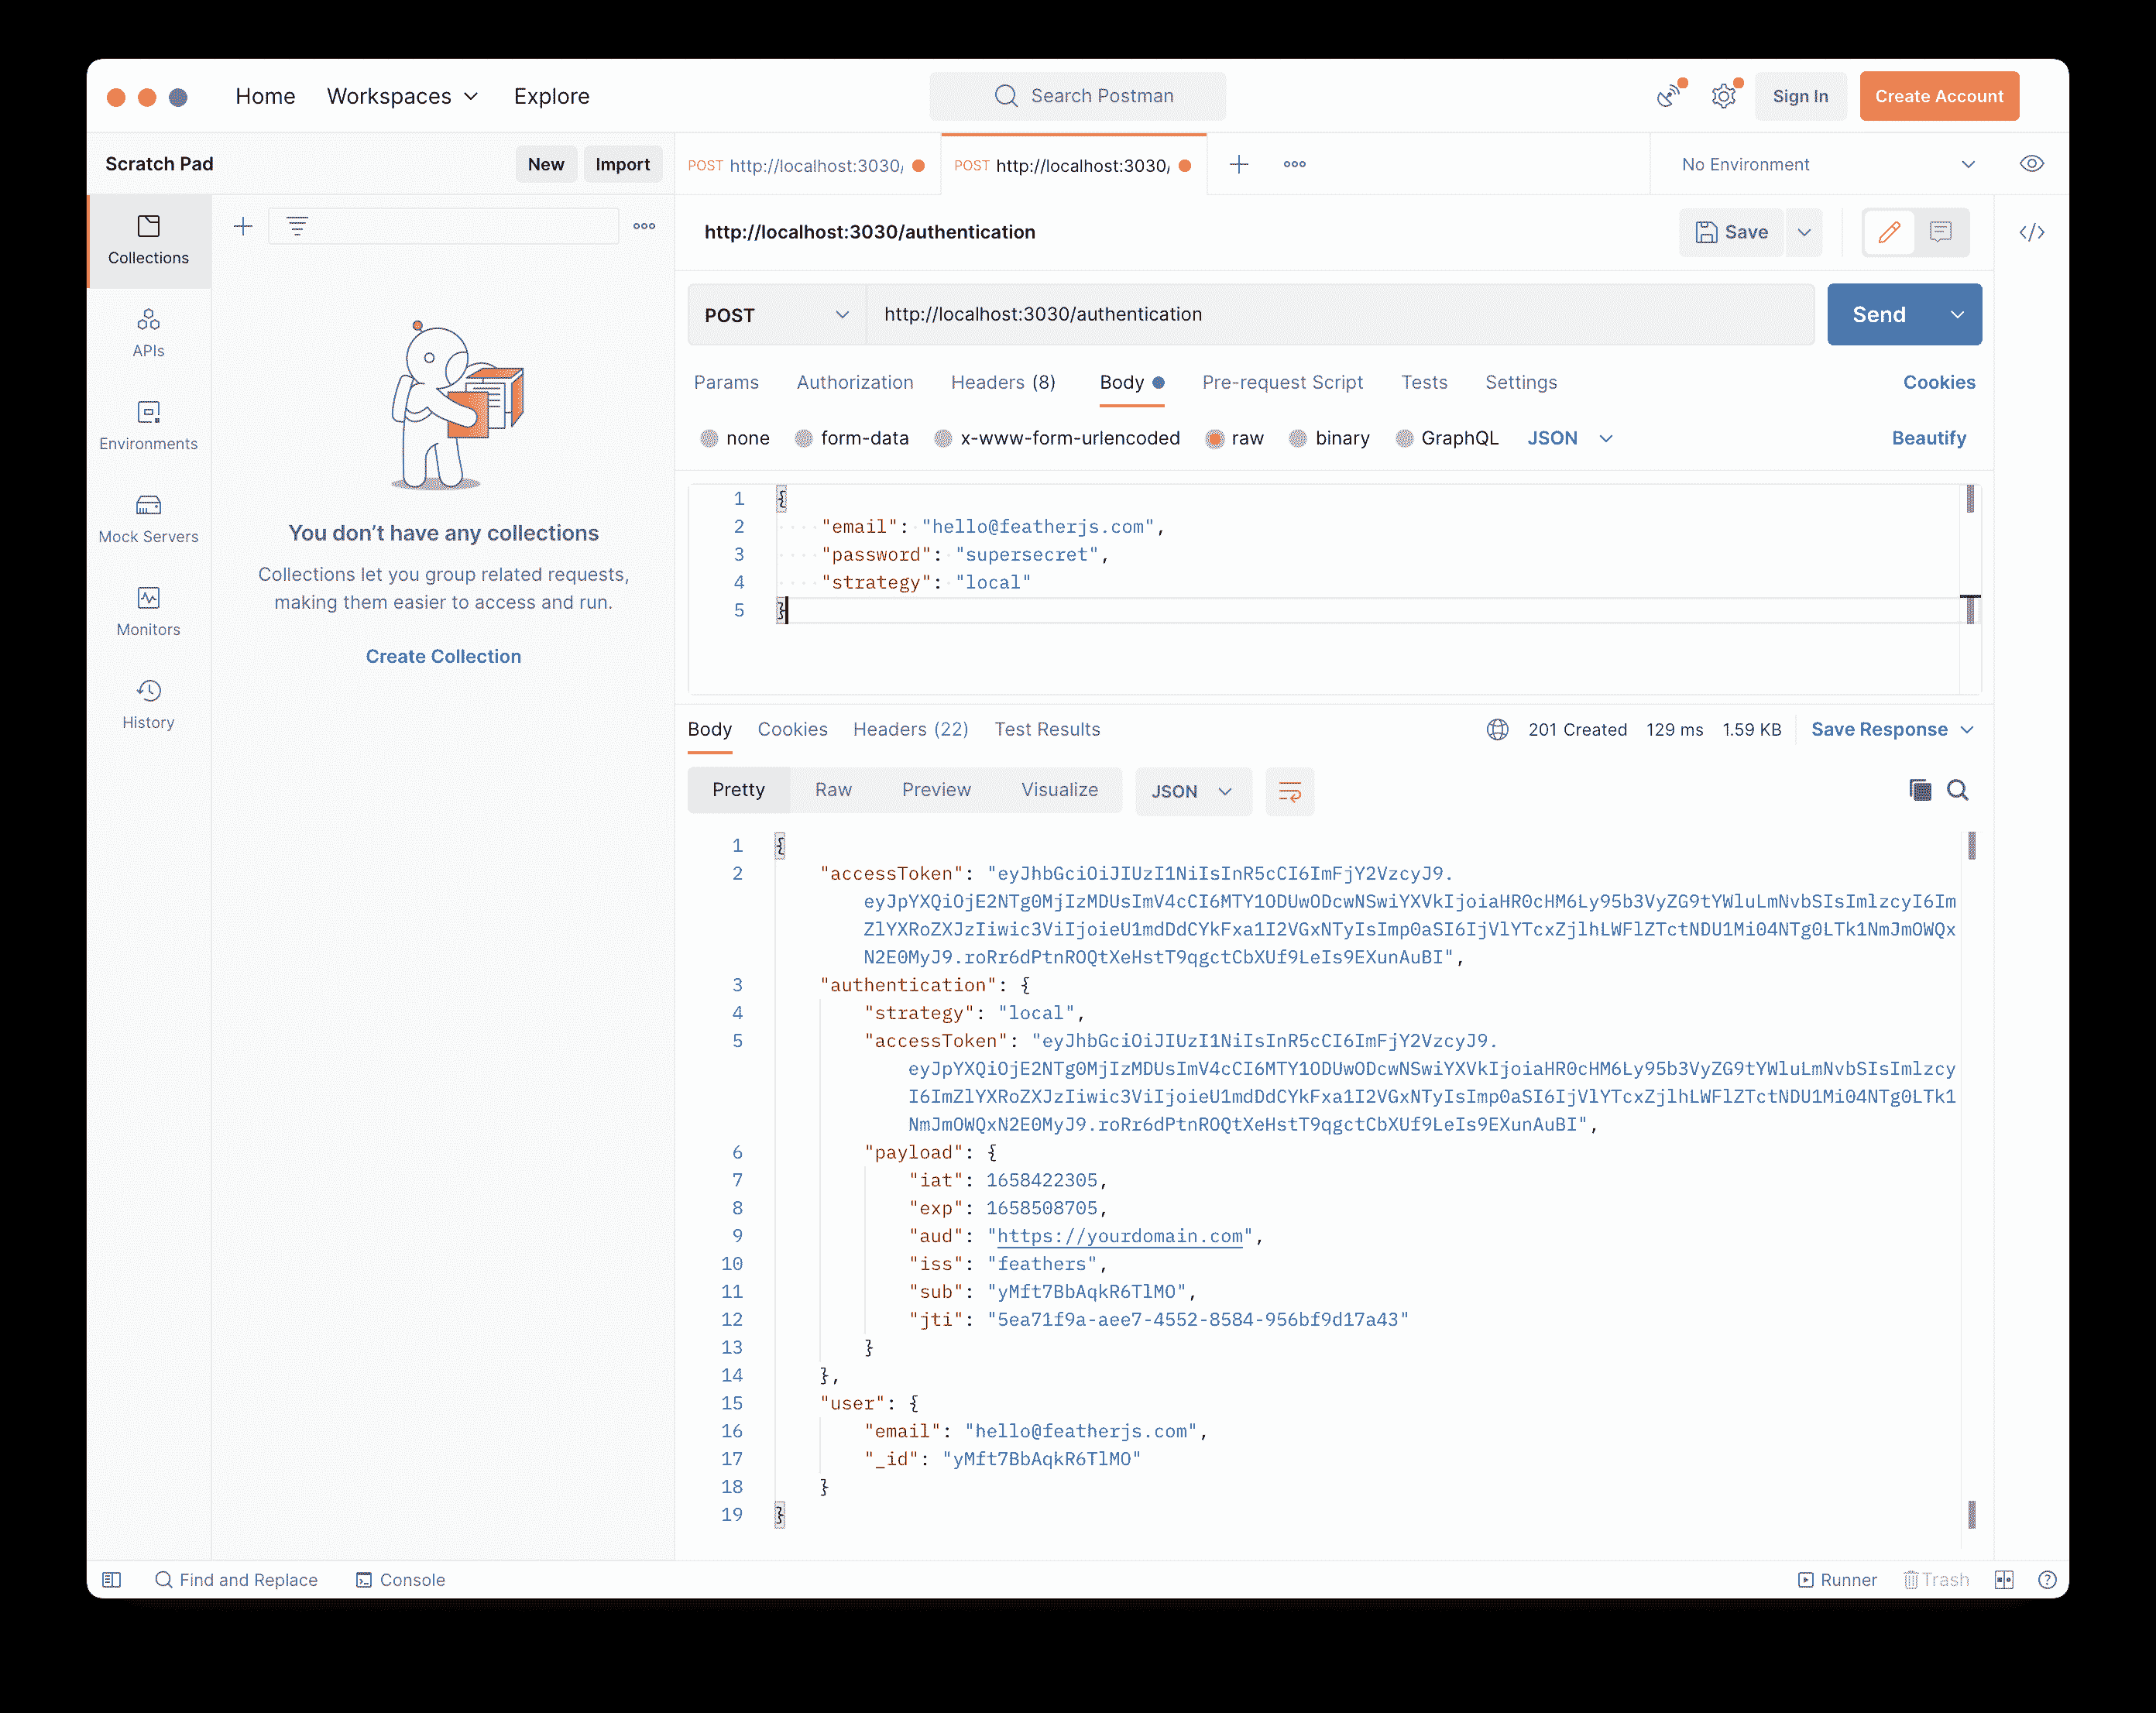 Home Workspaces Explore Search Postman Sign In Create Account
Scratch Pad New Import POST http://localhost:3030/ POST http://localhost:3030/ No Environment
Collections
APIs
Environments
Mock Servers
Monitors
History
You don’t have any collections
Collections let you group related requests,
making them easier to access and run.
Create Collection
http://localhost:3030/authentication Save
POST http://localhost:3030/authentication Send
Params Authorization Headers (8) Body Pre-request Script Tests Settings Cookies
none form-data x-www-form-urlencoded raw binary GraphQL JSON Beautify
1 {
2 "email": "hello@featherjs.com",
3 "password": "supersecret",
4 "strategy": "local"
5 }
Body Cookies Headers (22) Test Results 201 Created 129 ms 1.59 KB Save Response
Pretty Raw Preview Visualize JSON
1 {
2 "accessToken": "eyJhbGciOiJIUzI1NiIsInR5cCI6ImFjY2VzcyJ9.
eyJpYXQiOjE2NTg0MjIzMDUsImV4cCI6MTY1ODUwODcwNSwiYXVkIjoiaHR0cHM6Ly95b3VyZG9tYWluLmNvbSIsImlzcyI6Im
ZlYXRoZXJzIiwic3ViIjoieU1mdDdCYkFxa1I2VGxNTyIsImp0aSI6IjVlYTcxZjlhLWFlZTctNDU1Mi04NTg0LTk1NmJmOWQx
N2E0MyJ9.roRr6dPtnROQtXeHstT9qgctCbXUf9LeIs9EXunAuBI",
3 "authentication": {
4 "strategy": "local",
5 "accessToken": "eyJhbGciOiJIUzI1NiIsInR5cCI6ImFjY2VzcyJ9.
eyJpYXQiOjE2NTg0MjIzMDUsImV4cCI6MTY1ODUwODcwNSwiYXVkIjoiaHR0cHM6Ly95b3VyZG9tYWluLmNvbSIsImlzcy
I6ImZlYXRoZXJzIiwic3ViIjoieU1mdDdCYkFxa1I2VGxNTyIsImp0aSI6IjVlYTcxZjlhLWFlZTctNDU1Mi04NTg0LTk1
NmJmOWQxN2E0MyJ9.roRr6dPtnROQtXeHstT9qgctCbXUf9LeIs9EXunAuBI",
6 "payload": {
7 "iat": 1658422305,
8 "exp": 1658508705,
9 "aud": "https://yourdomain.com",
10 "iss": "feathers",
11 "sub": "yMft7BbAqkR6TlMO",
12 "jti": "5ea71f9a-aee7-4552-8584-956bf9d17a43"
13 }
14 },
15 "user": {
16 "email": "hello@featherjs.com",
17 "_id": "yMft7BbAqkR6TlMO"
18 }
19 }
Find and Replace Console Runner Trash